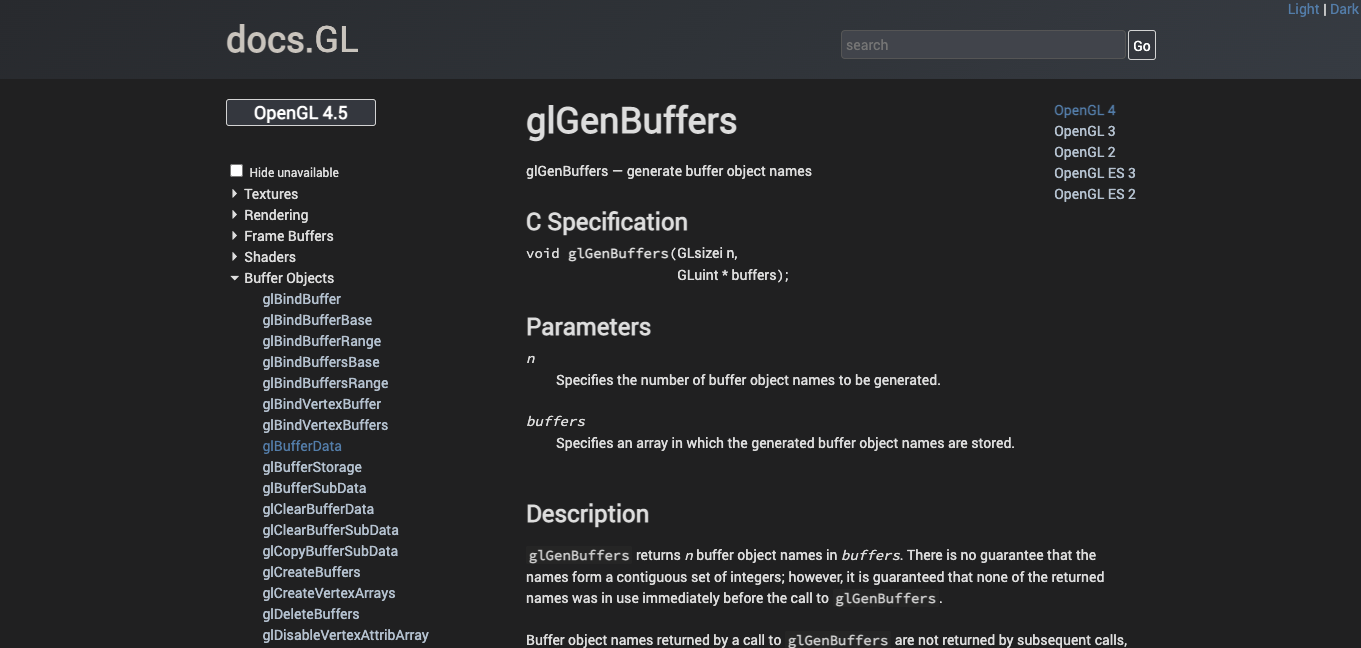 Light | Dark
docs.GL
search
Go
OpenGL 4.5
Hide unavailable
Textures
Rendering
Frame Buffers
Shaders
Buffer Objects
glBindBuffer
glBindBufferBase
glBindBufferRange
glBindBuffersBase
glBindBuffersRange
glBindVertexBuffer
glBindVertexBuffers
glBufferData
glBufferStorage
glBufferSubData
glClearBufferData
glClearBufferSubData
glCopyBufferSubData
glCreateBuffers
glCreateVertexArrays
glDeleteBuffers
glDisableVertexAttribArray
glGenBuffers
glGenBuffers — generate buffer object names
C Specification
void glGenBuffers(GLsizei n,
GLuint * buffers);
Parameters
n
Specifies the number of buffer object names to be generated.
buffers
Specifies an array in which the generated buffer object names are stored.
Description
glGenBuffers returns n buffer object names in buffers. There is no guarantee that the
names form a contiguous set of integers; however, it is guaranteed that none of the returned
names was in use immediately before the call to glGenBuffers.
Buffer object names returned by a call to glGenBuffers are not returned by subsequent calls,
OpenGL 4
OpenGL 3
OpenGL 2
OpenGL ES 3
OpenGL ES 2